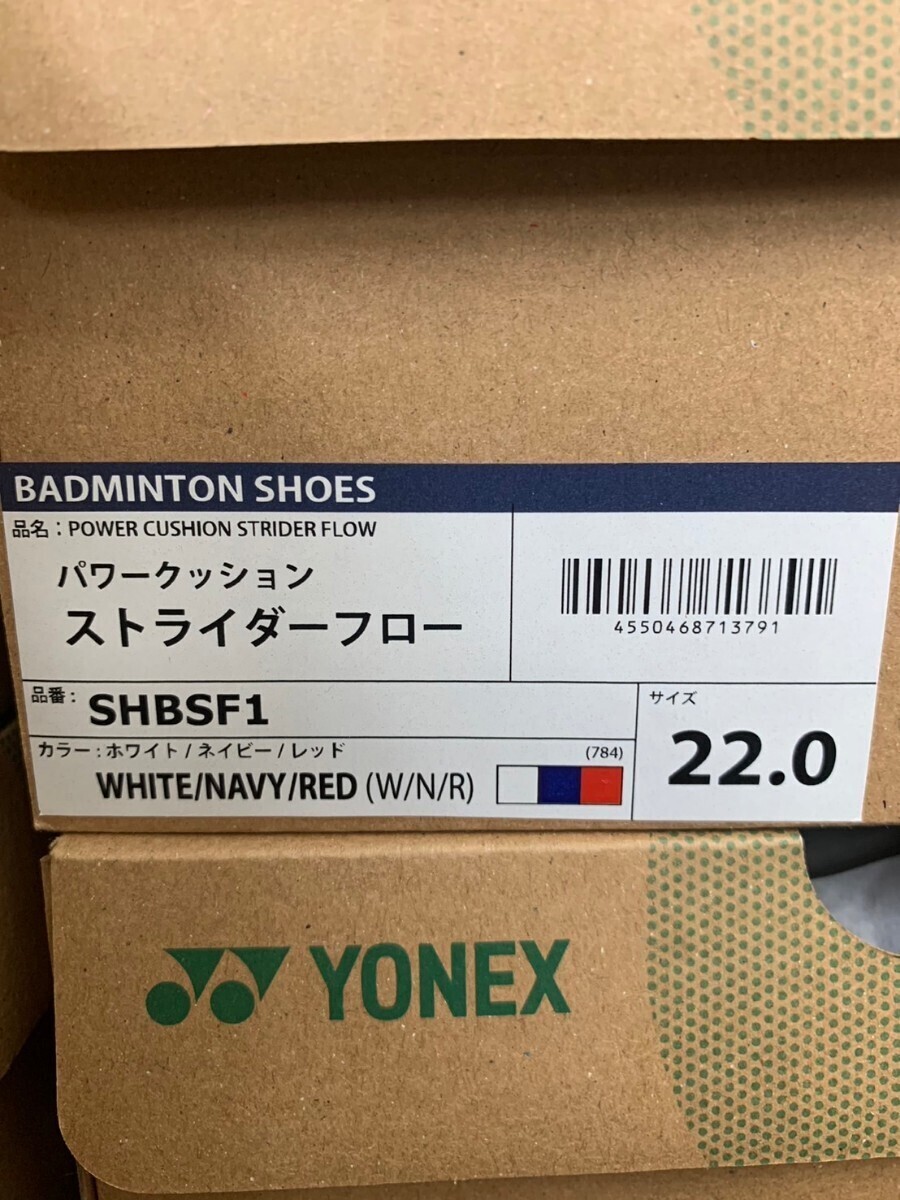 BADMINTON SHOES
品名：POWER CUSHION STRIDER FLOW
パワークッション
ストライダーフロー
4550468713791
品番：SHBSF1
サイズ
22.0
カラー：ホワイト / ネイビー / レッド (784)
WHITE/NAVY/RED (W/N/R)
YONEX